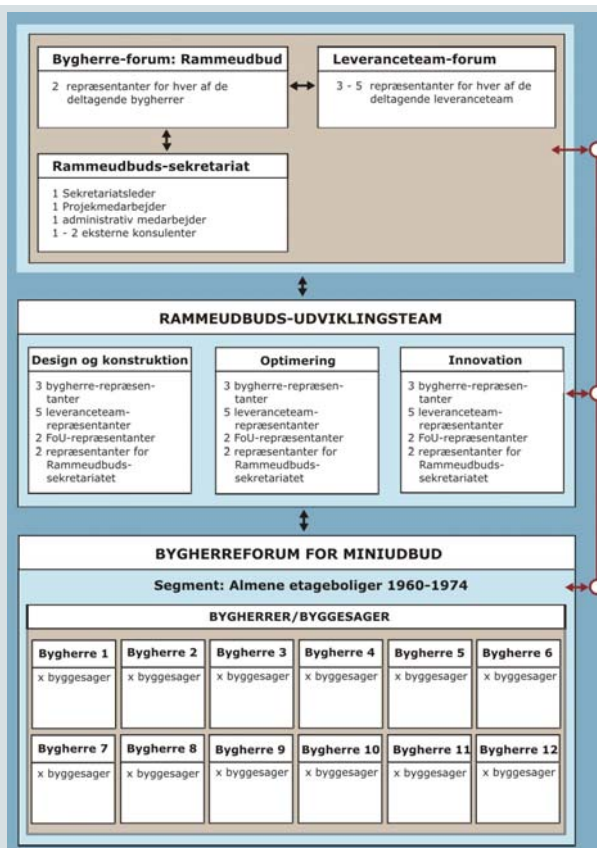 Bygherre-forum: Rammeudbud
2 repræsentanter for hver af de
deltagende bygherrer
Leveranceteam-forum
3 - 5 repræsentanter for hver af de
deltagende leveranceteam
Rammeudbuds-sekretariat
1 Sekretariatsleder
1 Projekmedarbejder
1 administrativ medarbejder
1 - 2 eksterne konsulenter
RAMMEUDBUDS-UDVIKLINGSTEAM
Design og konstruktion
3 bygherre-repræsen-
tanter
5 leveranceteam-
repræsentanter
2 FoU-repræsentanter
2 repræsentanter for
Rammeudbuds-
sekretariatet
Optimering
3 bygherre-repræsen-
tanter
5 leveranceteam-
repræsentanter
2 FoU-repræsentanter
2 repræsentanter for
Rammeudbuds-
sekretariatet
Innovation
3 bygherre-repræsen-
tanter
5 leveranceteam-
repræsentanter
2 FoU-repræsentanter
2 repræsentanter for
Rammeudbuds-
sekretariatet
BYGHERREFORUM FOR MINIUDBUD
Segment: Almene etageboliger 1960-1974
BYGHERRER/BYGGESAGER
Bygherre 1
x byggesager
Bygherre 2
x byggesager
Bygherre 3
x byggesager
Bygherre 4
x byggesager
Bygherre 5
x byggesager
Bygherre 6
x byggesager
Bygherre 7
x byggesager
Bygherre 8
x byggesager
Bygherre 9
x byggesager
Bygherre 10
x byggesager
Bygherre 11
x byggesager
Bygherre 12
x byggesager